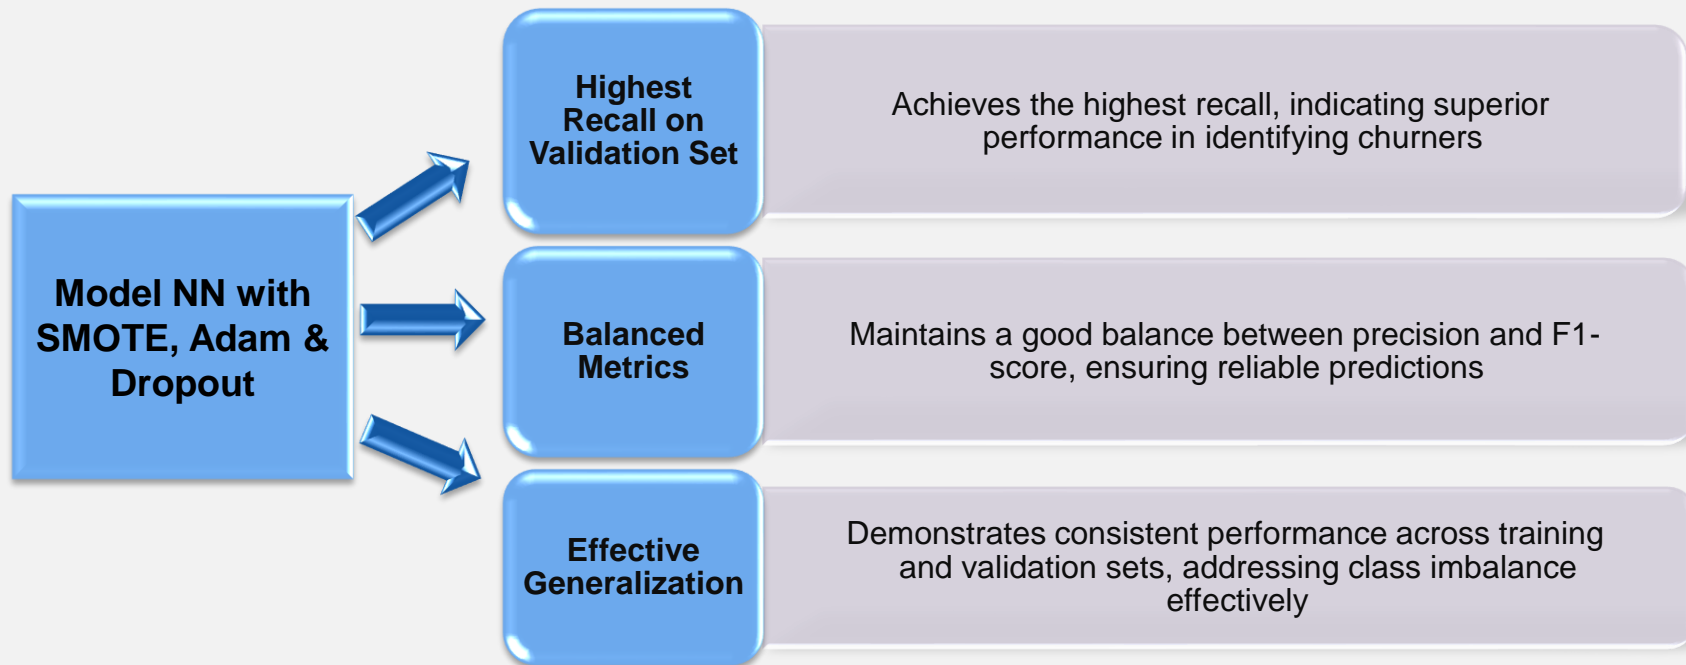 Model NN with
SMOTE, Adam &
Dropout
Highest
Recall on
Validation Set
Achieves the highest recall, indicating superior
performance in identifying churners
Balanced
Metrics
Maintains a good balance between precision and F1-
score, ensuring reliable predictions
Effective
Generalization
Demonstrates consistent performance across training
and validation sets, addressing class imbalance
effectively